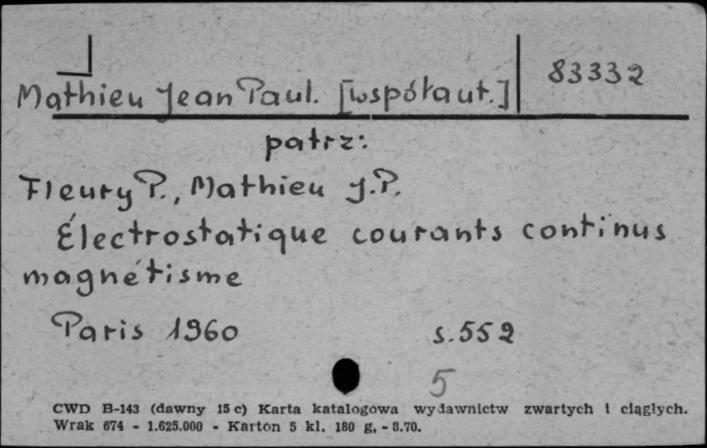 Mathieu Jean Paul. [współaut.] 83332
patrz:
Fleury P., Mathieu J.P.
Électrostatique courants continus
magnétisme
Paris 1960 s. 552
5
CWD B-143 (dawny 15 c) Karta katalogowa wydawnictw zwartych i ciągłych.
Wrak 674 - 1.625.000 - Karton 5 kl. 180 g, - 8.70.